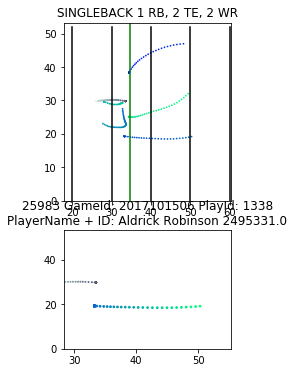 SINGLEBACK 1 RB, 2 TE, 2 WR
50
40
30
20
10
0
20 30 40 50 60
25983 GameId: 2017101506 PlayId: 1338
PlayerName + ID: Aldrick Robinson 2495331.0
40
20
0
30 40 50